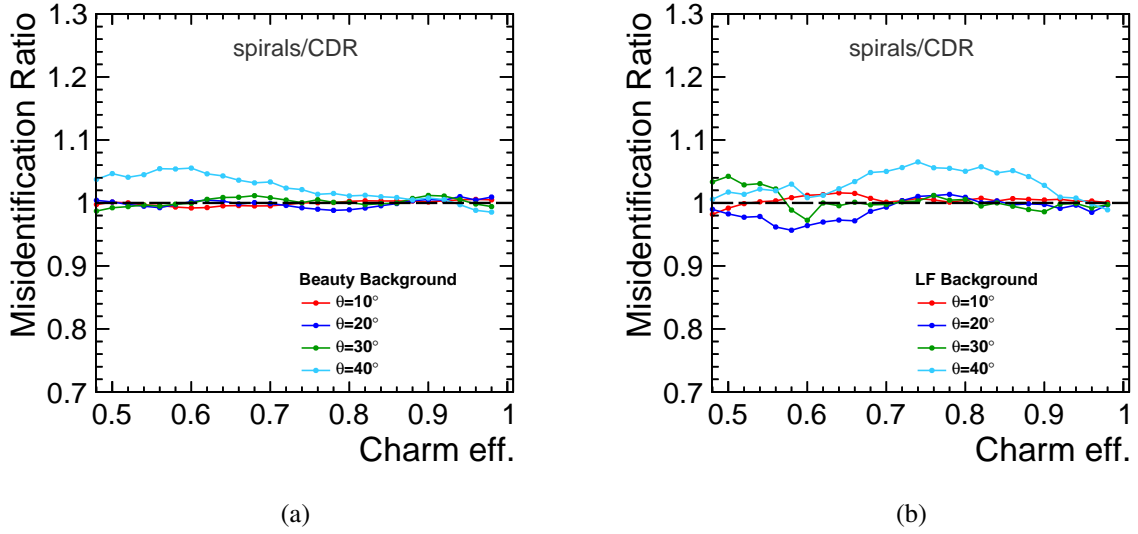 spirals/CDR
Misidentification Ratio
1.3
1.2
1.1
1
0.9
0.8
0.7
Beauty Background
θ=10°
θ=20°
θ=30°
θ=40°
0.5 0.6 0.7 0.8 0.9 1
Charm eff.
(a)
spirals/CDR
Misidentification Ratio
1.3
1.2
1.1
1
0.9
0.8
0.7
LF Background
θ=10°
θ=20°
θ=30°
θ=40°
0.5 0.6 0.7 0.8 0.9 1
Charm eff.
(b)